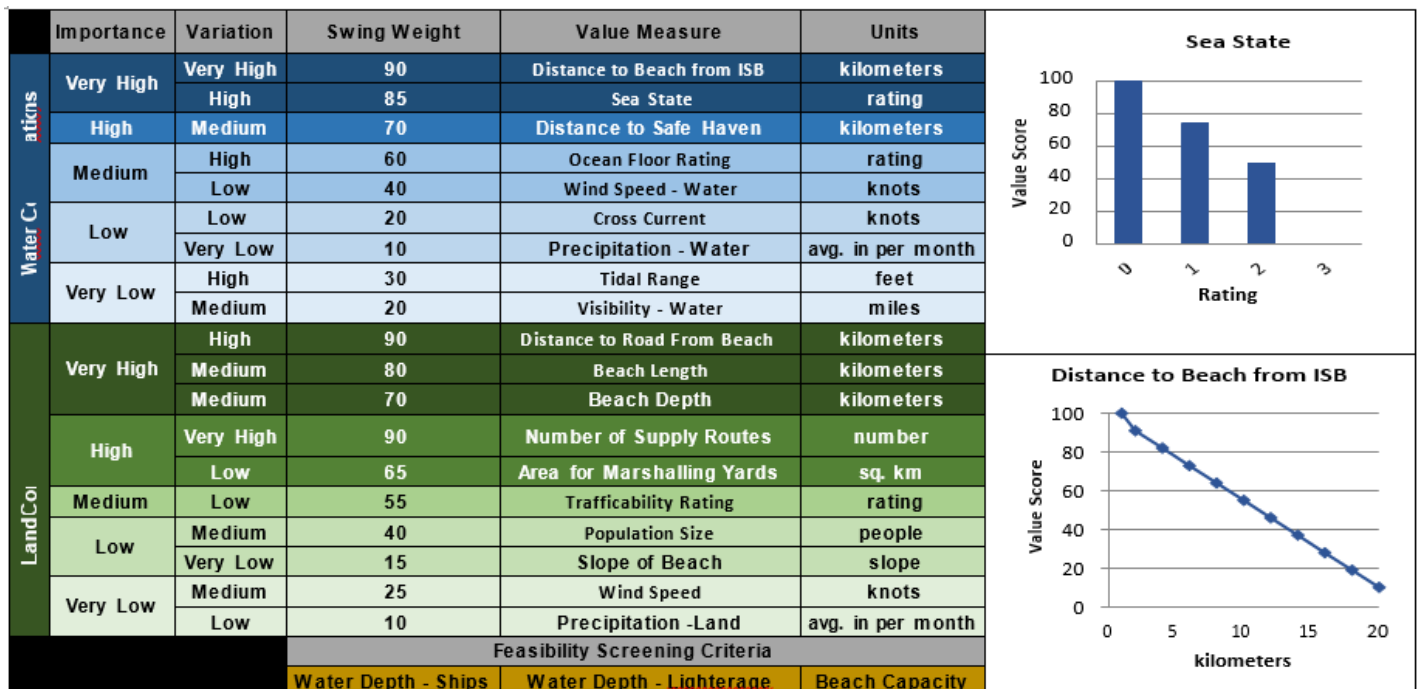 Importance Variation Swing Weight Value Measure Units
Very High Very High 90 Distance to Beach from ISB kilometers
High 85 Sea State rating
High Medium 70 Distance to Safe Haven kilometers
Medium High 60 Ocean Floor Rating rating
Low 40 Wind Speed - Water knots
Low Low 20 Cross Current knots
Very Low 10 Precipitation - Water avg. in per month
Very Low High 30 Tidal Range feet
Medium 20 Visibility - Water miles
Very High High 90 Distance to Road From Beach kilometers
Medium 80 Beach Length kilometers
Medium 70 Beach Depth kilometers
High Very High 90 Number of Supply Routes number
Low 65 Area for Marshalling Yards sq. km
Medium Low 55 Trafficability Rating rating
Low Medium 40 Population Size people
Very Low 15 Slope of Beach slope
Very Low Medium 25 Wind Speed knots
Low 10 Precipitation -Land avg. in per month
Feasibility Screening Criteria
Water Depth - Ships Water Depth - Lighterage Beach Capacity
Water
LandCo
Sea State
100
80
60
40
20
0
Value Score
0 1 2 3
Rating
Distance to Beach from ISB
100
80
60
40
20
0
Value Score
0 5 10 15 20
kilometers